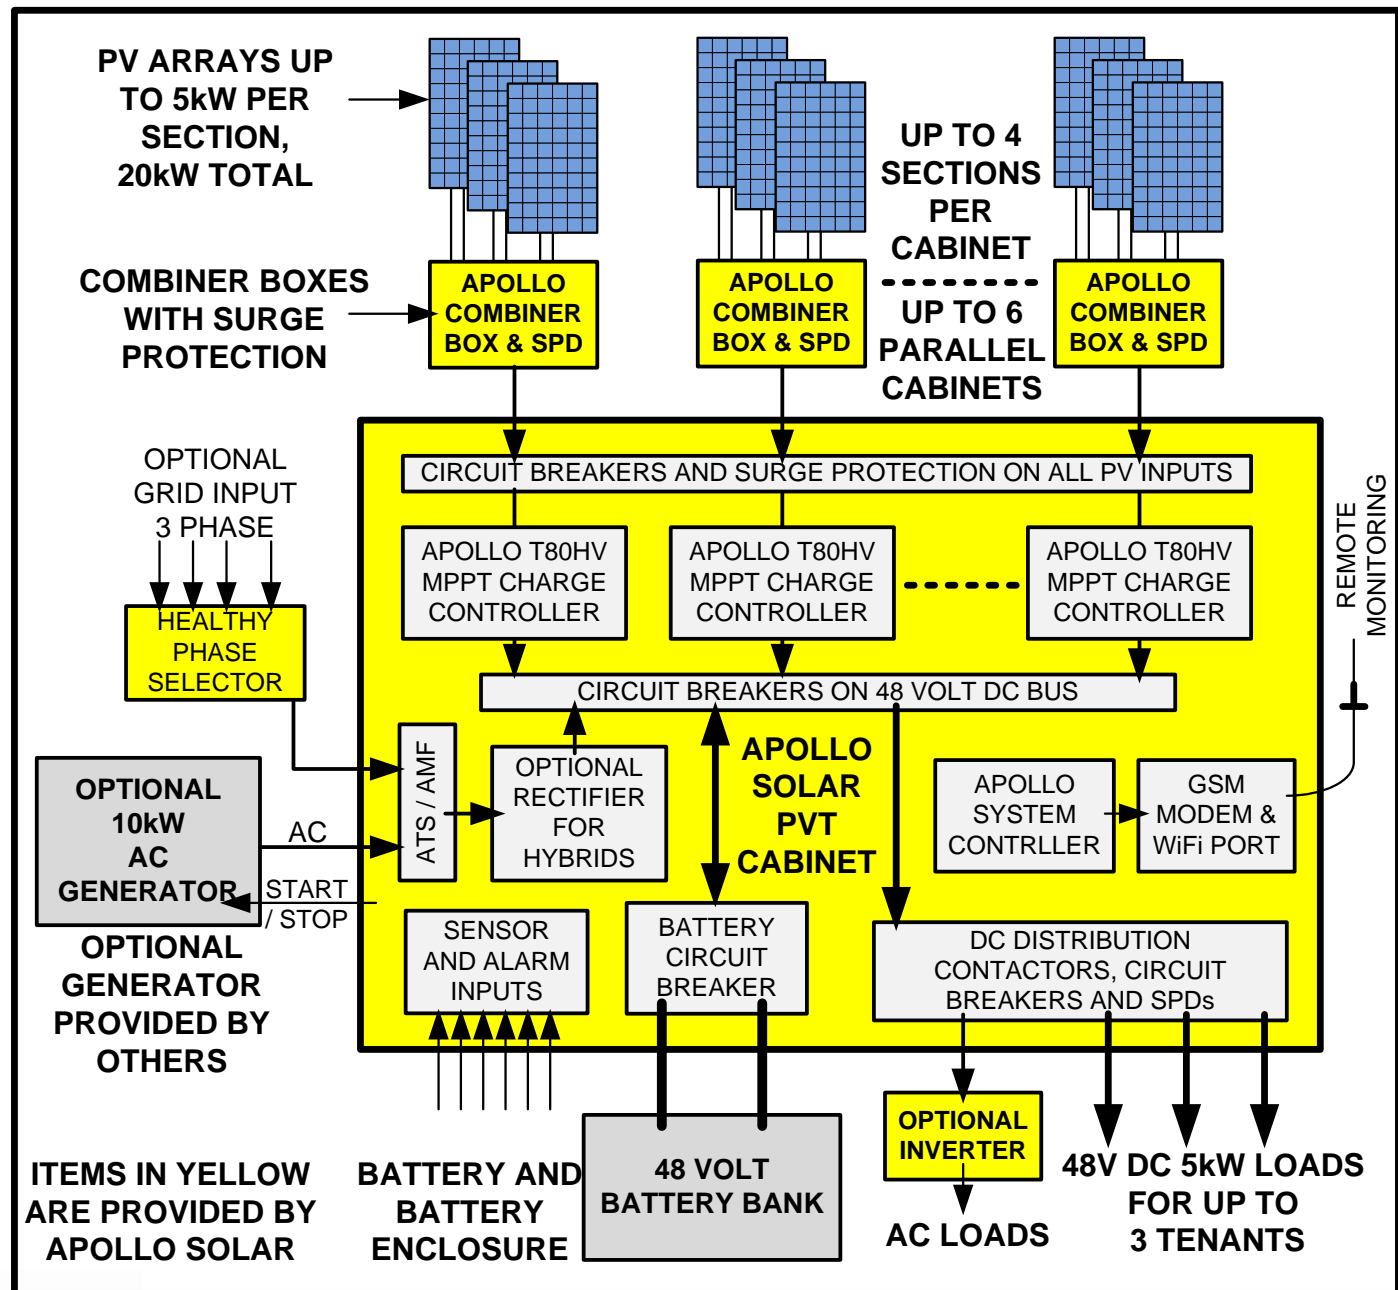 PV ARRAYS UP
TO 5kW PER
SECTION,
20kW TOTAL
UP TO 4
SECTIONS
PER
CABINET
UP TO 6
PARALLEL
CABINETS
COMBINER BOXES
WITH SURGE
PROTECTION
APOLLO
COMBINER
BOX & SPD
APOLLO
COMBINER
BOX & SPD
APOLLO
COMBINER
BOX & SPD
OPTIONAL
GRID INPUT
3 PHASE
CIRCUIT BREAKERS AND SURGE PROTECTION ON ALL PV INPUTS
APOLLO T80HV
MPPT CHARGE
CONTROLLER
APOLLO T80HV
MPPT CHARGE
CONTROLLER
APOLLO T80HV
MPPT CHARGE
CONTROLLER
REMOTE
MONITORING
HEALTHY
PHASE
SELECTOR
CIRCUIT BREAKERS ON 48 VOLT DC BUS
OPTIONAL
10kW
AC
GENERATOR
AC
START
/ STOP
ATS / AMF
OPTIONAL
RECTIFIER
FOR
HYBRIDS
APOLLO
SOLAR
PVT
CABINET
APOLLO
SYSTEM
CONTRLLER
GSM
MODEM &
WiFi PORT
OPTIONAL
GENERATOR
PROVIDED BY
OTHERS
SENSOR
AND ALARM
INPUTS
BATTERY
CIRCUIT
BREAKER
DC DISTRIBUTION
CONTACTORS, CIRCUIT
BREAKERS AND SPDs
ITEMS IN YELLOW
ARE PROVIDED BY
APOLLO SOLAR
BATTERY AND
BATTERY
ENCLOSURE
48 VOLT
BATTERY BANK
OPTIONAL
INVERTER
AC LOADS
48V DC 5kW LOADS
FOR UP TO
3 TENANTS